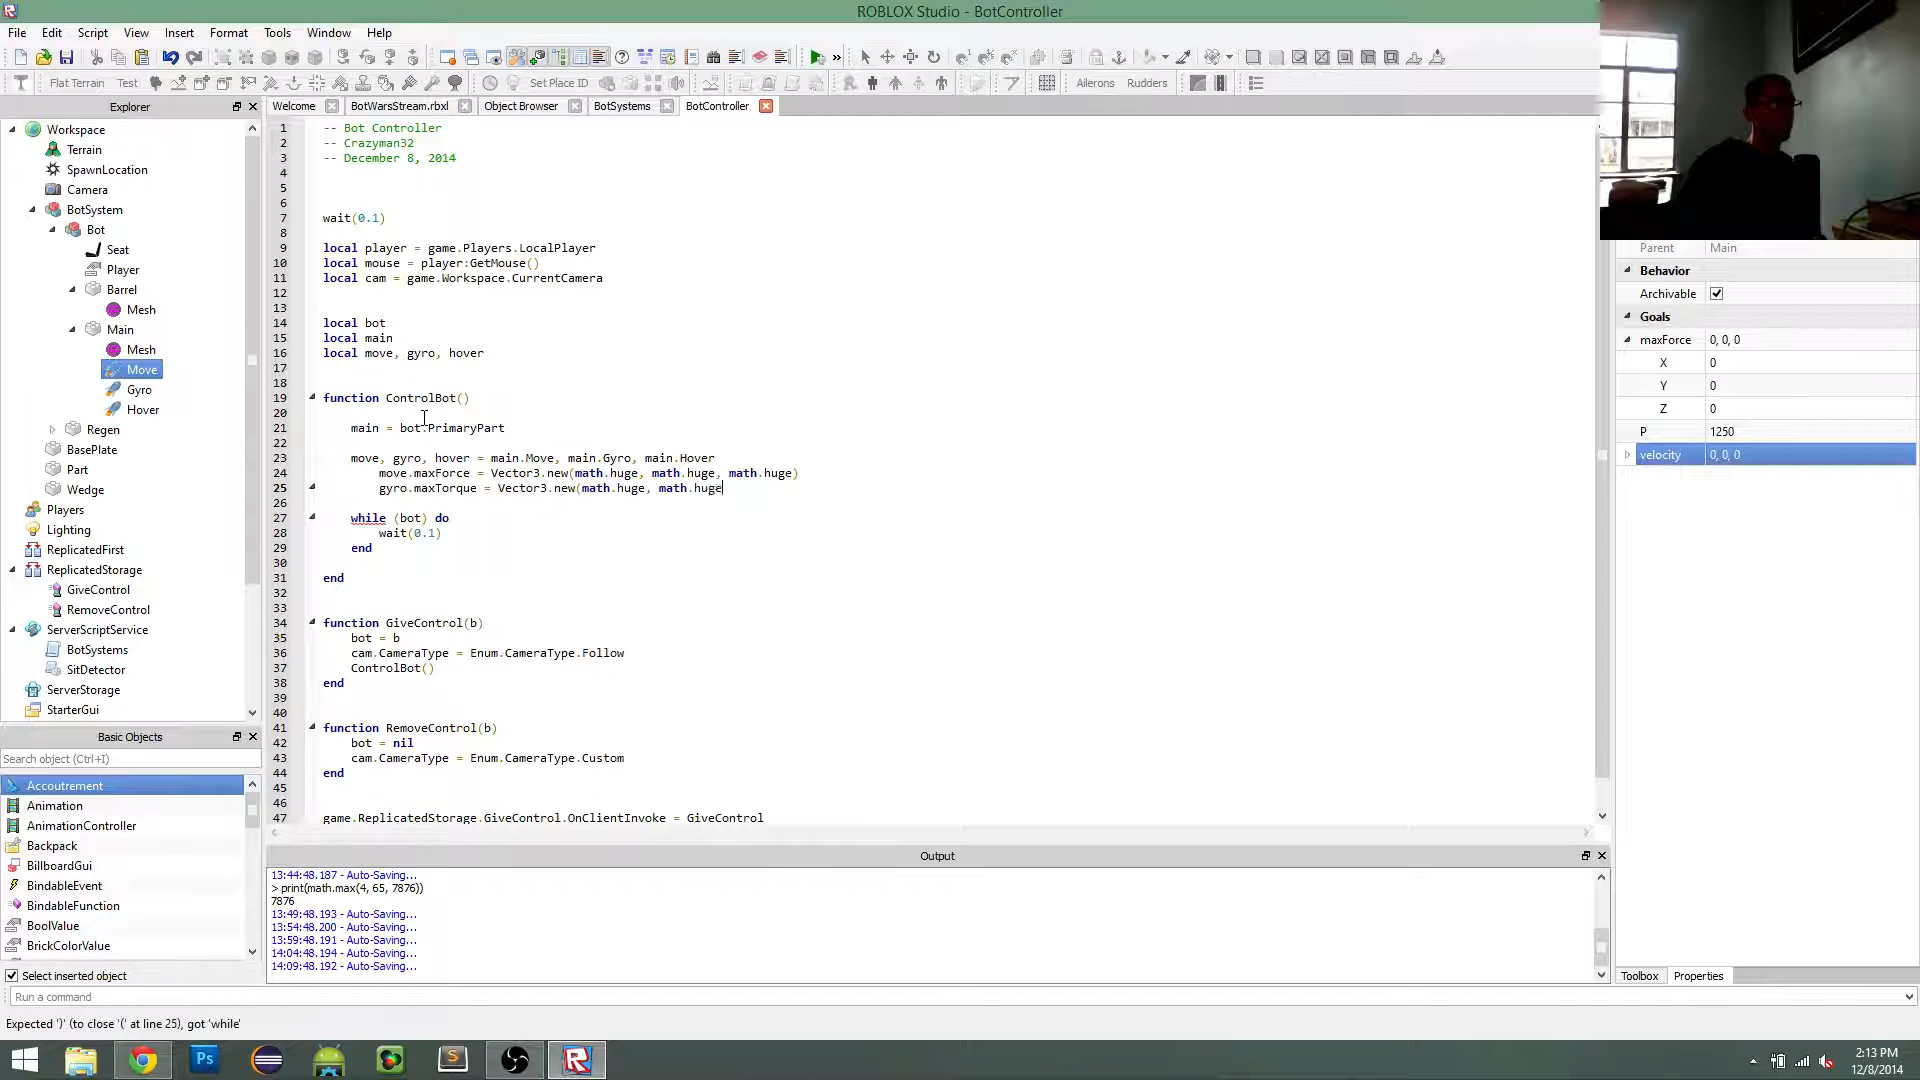 ROBLOX Studio - BotController
File Edit Script View Insert Format Tools Window Help
Flat Terrain Test Set Place ID Ailerons Rudders
Explorer
Workspace
Terrain
SpawnLocation
Camera
BotSystem
Bot
Seat
Player
Barrel
Mesh
Main
Mesh
Move
Gyro
Hover
Regen
BasePlate
Part
Wedge
Players
Lighting
ReplicatedFirst
ReplicatedStorage
GiveControl
RemoveControl
ServerScriptService
BotSystems
SitDetector
ServerStorage
StarterGui
Basic Objects
Search object (Ctrl+I)
Accoutrement
Animation
AnimationController
Backpack
BillboardGui
BindableEvent
BindableFunction
BoolValue
BrickColorValue
Select inserted object
Welcome BotWarsStream.rbxl Object Browser BotSystems BotController
1 -- Bot Controller
2 -- Crazyman32
3 -- December 8, 2014
4
5
6
7 wait(0.1)
8
9 local player = game.Players.LocalPlayer
10 local mouse = player:GetMouse()
11 local cam = game.Workspace.CurrentCamera
12
13
14 local bot
15 local main
16 local move, gyro, hover
17
18
19 function ControlBot()
20
21 main = bot.PrimaryPart
22
23 move, gyro, hover = main.Move, main.Gyro, main.Hover
24 move.maxForce = Vector3.new(math.huge, math.huge, math.huge)
25 gyro.maxTorque = Vector3.new(math.huge, math.huge
26
27 while (bot) do
28 wait(0.1)
29 end
30
31 end
32
33
34 function GiveControl(b)
35 bot = b
36 cam.CameraType = Enum.CameraType.Follow
37 ControlBot()
38 end
39
40
41 function RemoveControl(b)
42 bot = nil
43 cam.CameraType = Enum.CameraType.Custom
44 end
45
46
47 game.ReplicatedStorage.GiveControl.OnClientInvoke = GiveControl
Output
13:44:48.187 - Auto-Saving...
> print(math.max(4, 65, 7876))
7876
13:49:48.193 - Auto-Saving...
13:54:48.200 - Auto-Saving...
13:59:48.191 - Auto-Saving...
14:04:48.194 - Auto-Saving...
14:09:48.192 - Auto-Saving...
Parent Main
Behavior
Archivable
Goals
maxForce 0, 0, 0
X 0
Y 0
Z 0
P 1250
velocity 0, 0, 0
Toolbox Properties
Run a command
Expected ')' (to close '(' at line 25), got 'while'
Ps
S
2:13 PM
12/8/2014